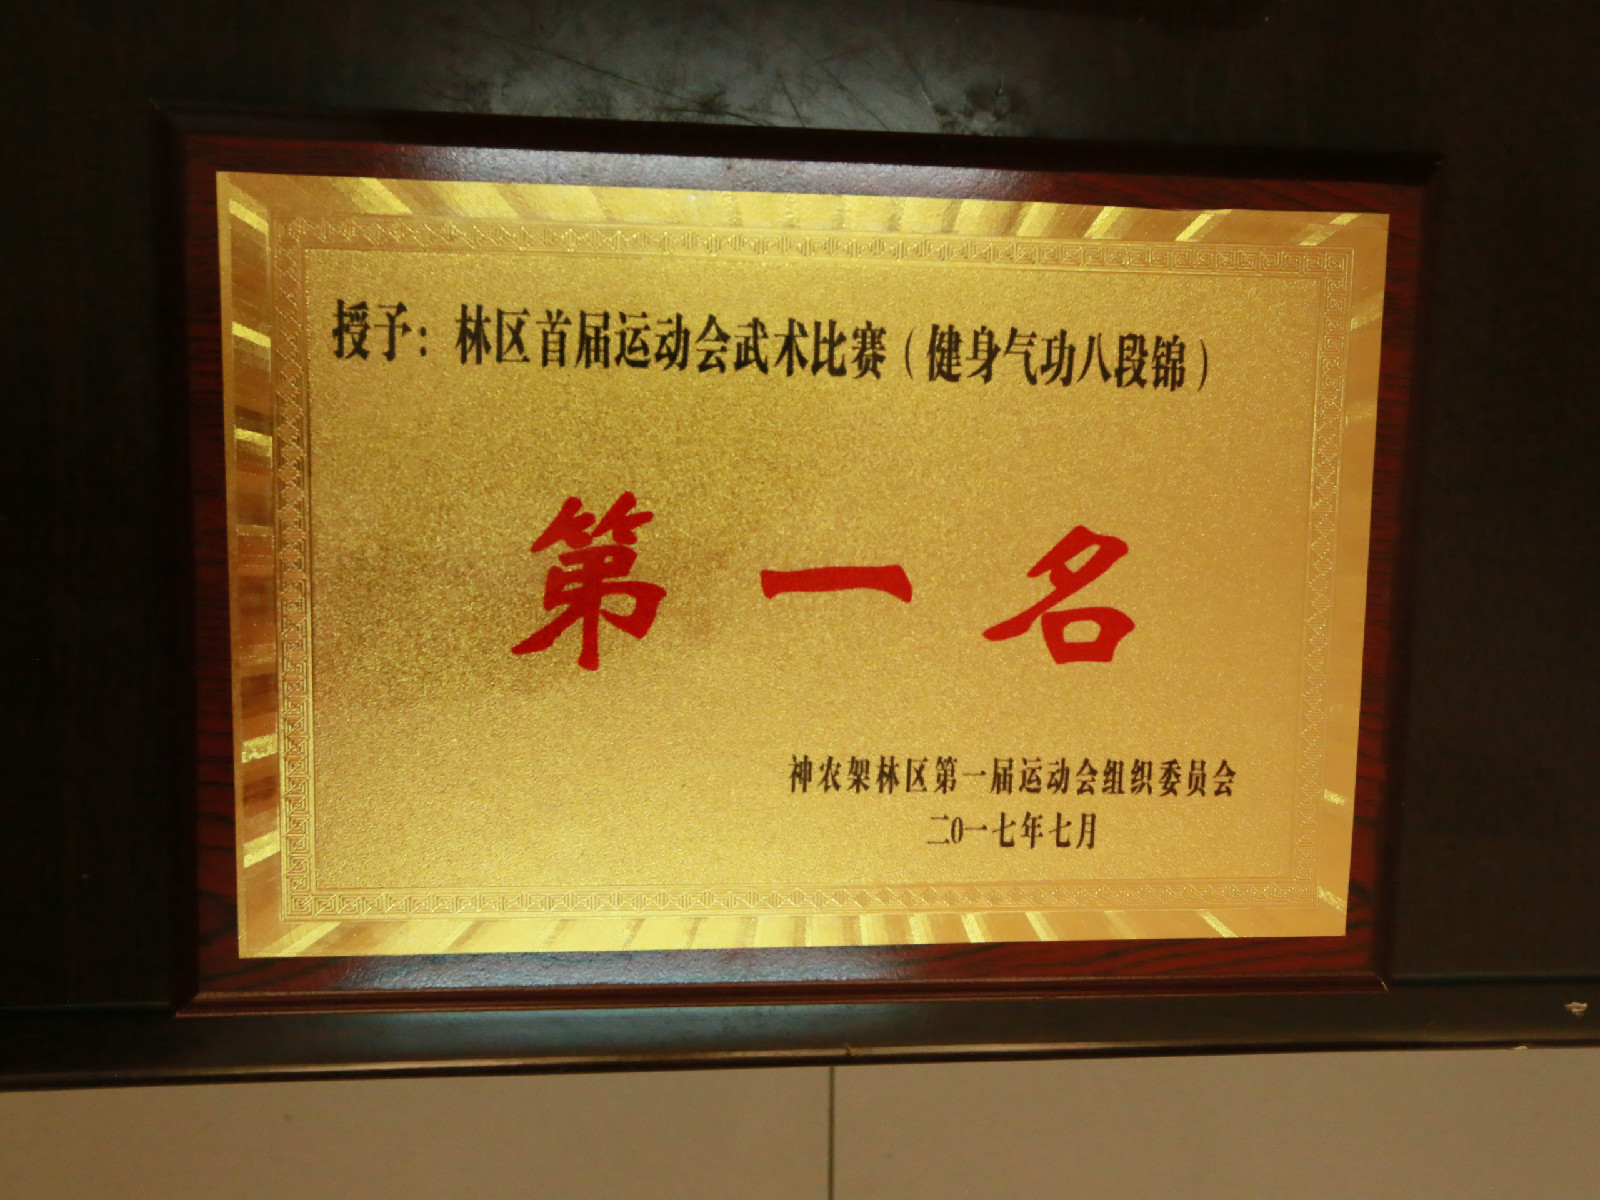 授予：林区首届运动会武术比赛（健身气功八段锦）
第一名
神农架林区第一届运动会组织委员会
二0一七年七月